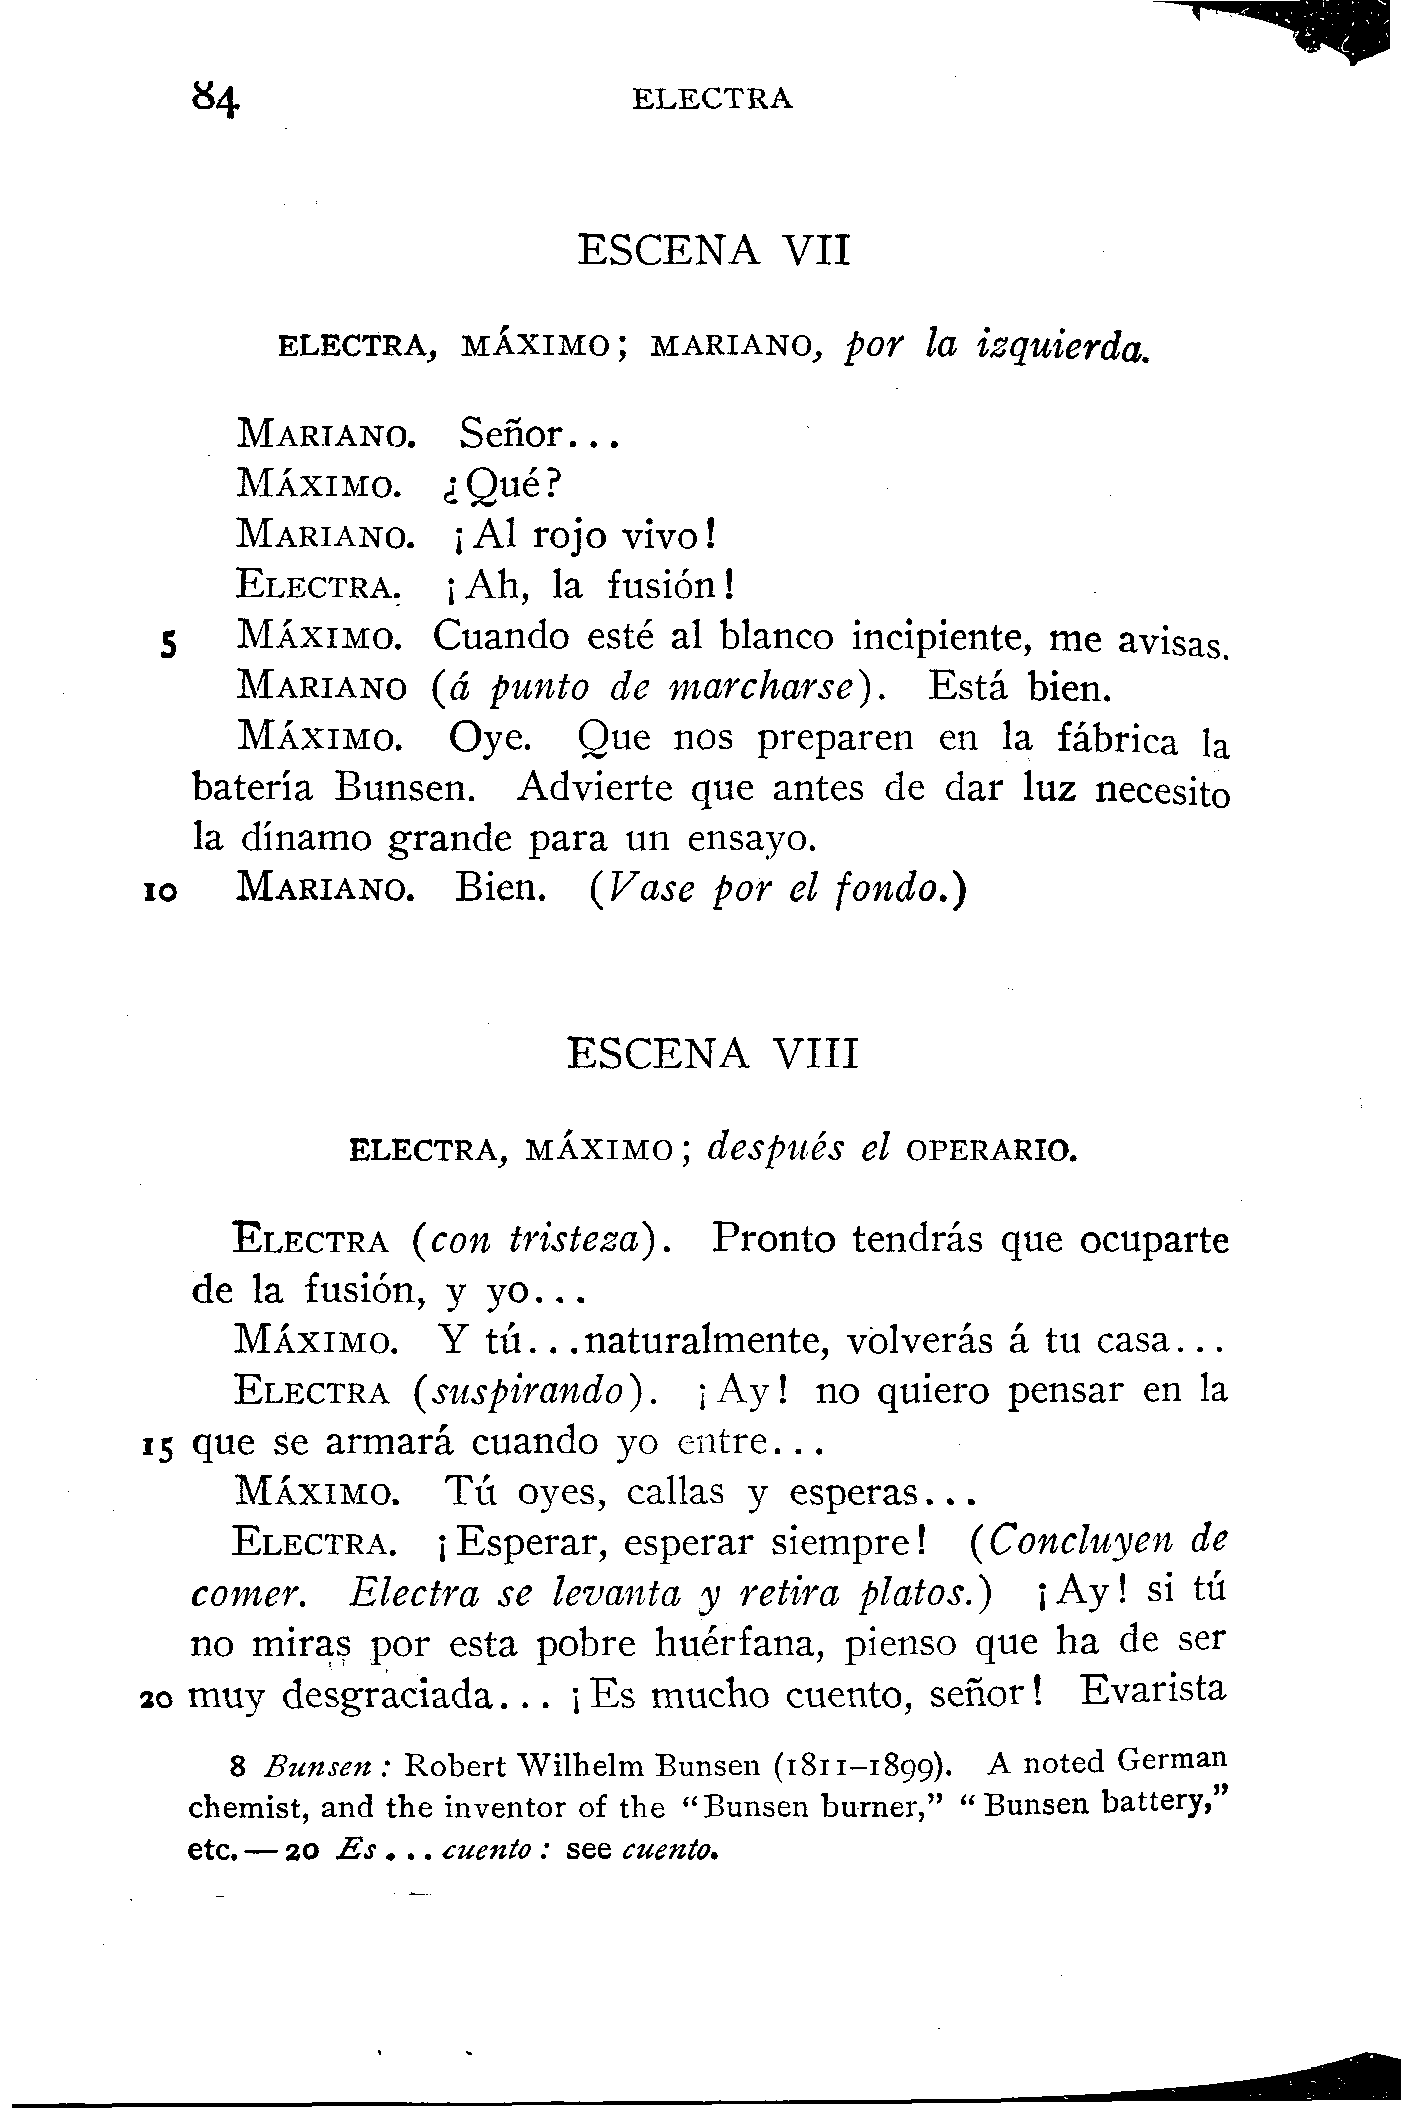 84 ELECTRA
ESCENA VII
ELECTRA, MÁXIMO; MARIANO, por la izquierda.
MARIANO. Señor...
MÁXIMO. ¿Qué?
MARIANO. ¡Al rojo vivo!
ELECTRA. ¡Ah, la fusión!
5 MÁXIMO. Cuando esté al blanco incipiente, me avisas.
MARIANO (á punto de marcharse). Está bien.
MÁXIMO. Oye. Que nos preparen en la fábrica la
batería Bunsen. Advierte que antes de dar luz necesito
la dínamo grande para un ensayo.
10 MARIANO. Bien. (Vase por el fondo.)
ESCENA VIII
ELECTRA, MÁXIMO; después el OPERARIO.
ELECTRA (con tristeza). Pronto tendrás que ocuparte
de la fusión, y yo...
MÁXIMO. Y tú...naturalmente, volverás á tu casa...
ELECTRA (suspirando). ¡Ay! no quiero pensar en la
15 que se armará cuando yo entre...
MÁXIMO. Tú oyes, callas y esperas...
ELECTRA. ¡Esperar, esperar siempre! (Concluyen de
comer. Electra se levanta y retira platos.) ¡Ay! si tú
no miras por esta pobre huérfana, pienso que ha de ser
20 muy desgraciada... ¡Es mucho cuento, señor! Evarista
8 Bunsen: Robert Wilhelm Bunsen (1811–1899). A noted German
chemist, and the inventor of the “Bunsen burner,” “Bunsen battery,”
etc.—20 Es ... cuento: see cuento.